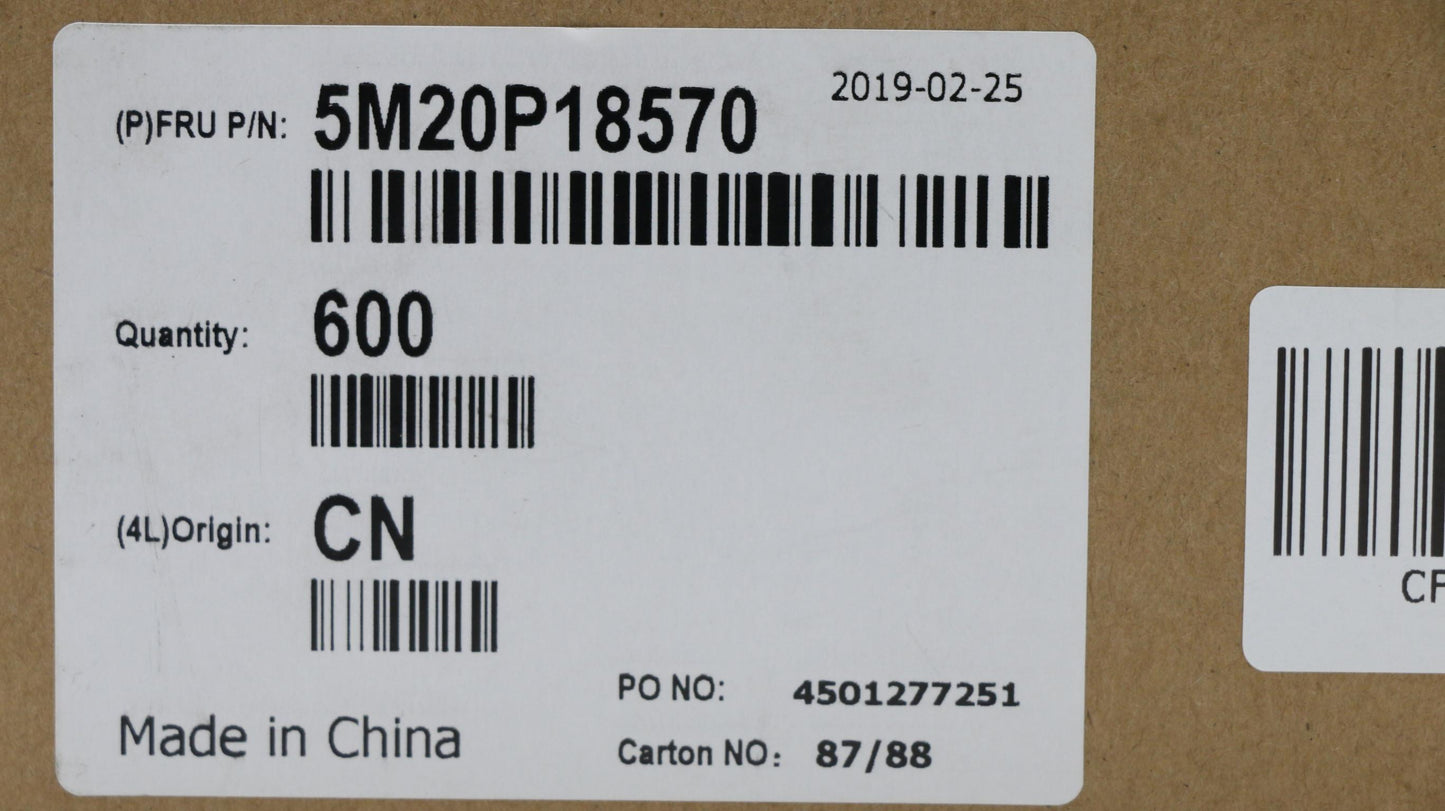 2019-02-25
(P)FRU P/N: 5M20P18570
Quantity: 600
(4L)Origin: CN
PO NO: 4501277251
Made in China
Carton NO: 87/88
CF